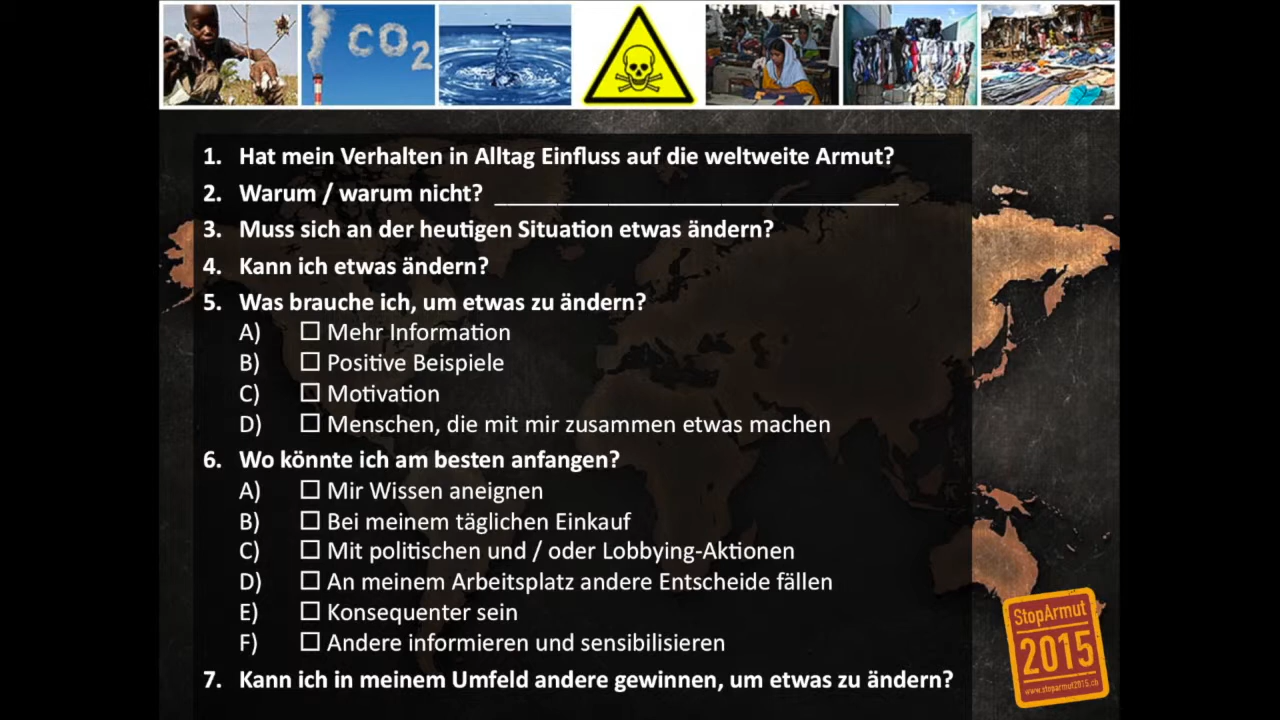 CO2
1. Hat mein Verhalten in Alltag Einfluss auf die weltweite Armut?
2. Warum / warum nicht? ________________________________
3. Muss sich an der heutigen Situation etwas ändern?
4. Kann ich etwas ändern?
5. Was brauche ich, um etwas zu ändern?
A) ☐ Mehr Information
B) ☐ Positive Beispiele
C) ☐ Motivation
D) ☐ Menschen, die mit mir zusammen etwas machen
6. Wo könnte ich am besten anfangen?
A) ☐ Mir Wissen aneignen
B) ☐ Bei meinem täglichen Einkauf
C) ☐ Mit politischen und / oder Lobbying-Aktionen
D) ☐ An meinem Arbeitsplatz andere Entscheide fällen
E) ☐ Konsequenter sein
F) ☐ Andere informieren und sensibilisieren
7. Kann ich in meinem Umfeld andere gewinnen, um etwas zu ändern?
StopArmut
2015
www.stoparmut2015.ch